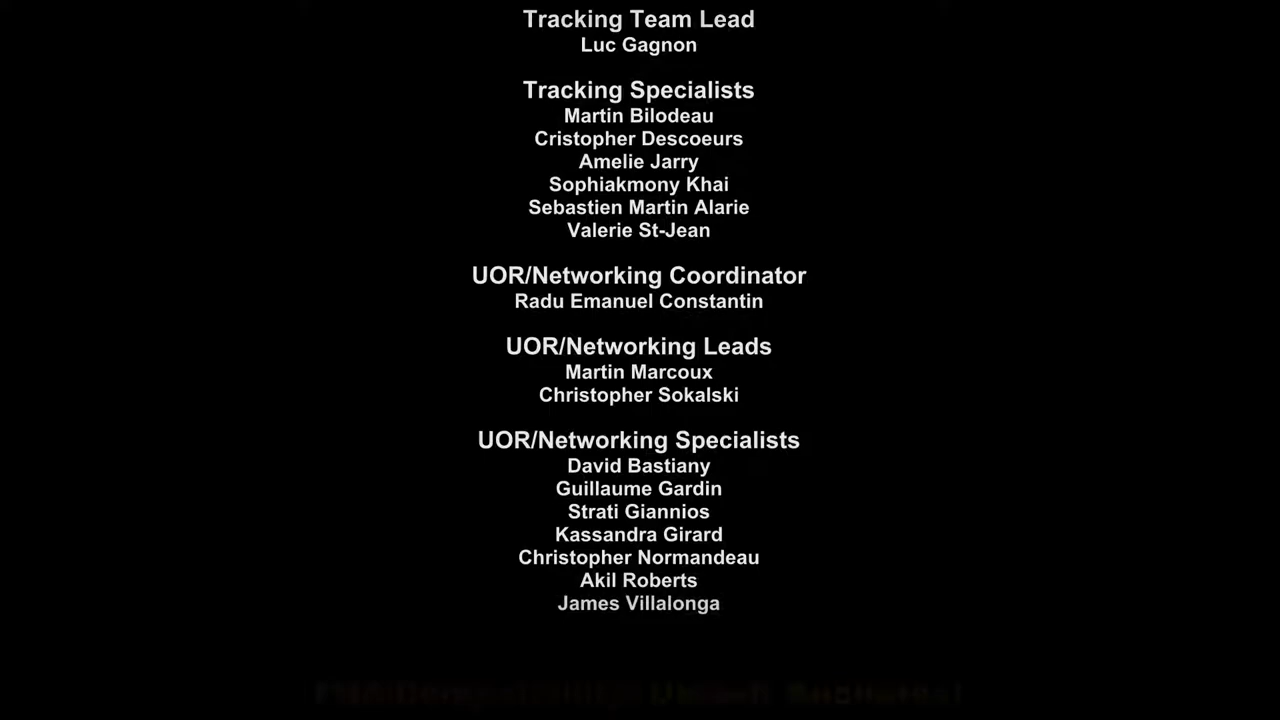 Tracking Team Lead
Luc Gagnon
Tracking Specialists
Martin Bilodeau
Cristopher Descoeurs
Amelie Jarry
Sophiakmony Khai
Sebastien Martin Alarie
Valerie St-Jean
UOR/Networking Coordinator
Radu Emanuel Constantin
UOR/Networking Leads
Martin Marcoux
Christopher Sokalski
UOR/Networking Specialists
David Bastiany
Guillaume Gardin
Strati Giannios
Kassandra Girard
Christopher Normandeau
Akil Roberts
James Villalonga